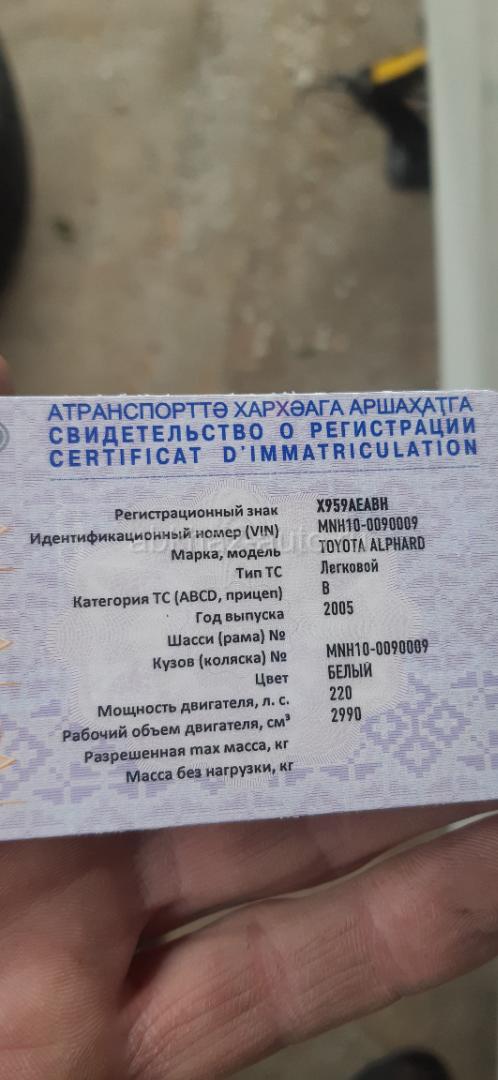 АТРАНСПОРТТӘ ХАРХӘАГА АРШАҲАҬГА
СВИДЕТЕЛЬСТВО О РЕГИСТРАЦИИ
CERTIFICAT D'IMMATRICULATION
Регистрационный знак Х959АЕАВН
Идентификационный номер (VIN) MNH10-0090009
Марка, модель TOYOTA ALPHARD
Тип ТС Легковой
Категория ТС (ABCD, прицеп) B
Год выпуска 2005
Шасси (рама) №
Кузов (коляска) № MNH10-0090009
Цвет БЕЛЫЙ
Мощность двигателя, л. с. 220
Рабочий объем двигателя, см³ 2990
Разрешенная max масса, кг
Масса без нагрузки, кг